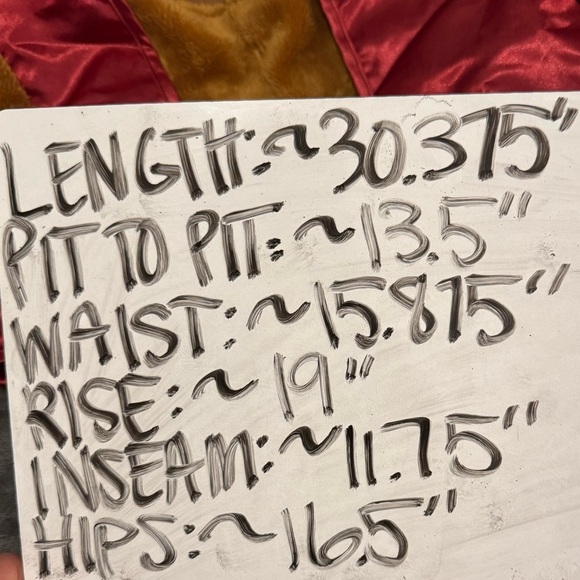 LENGTH: ~30.375"
PIT TO PIT: ~13.5"
WAIST: ~15.875"
RISE: ~19"
INSEAM: ~11.75"
HIPS: ~16.5"